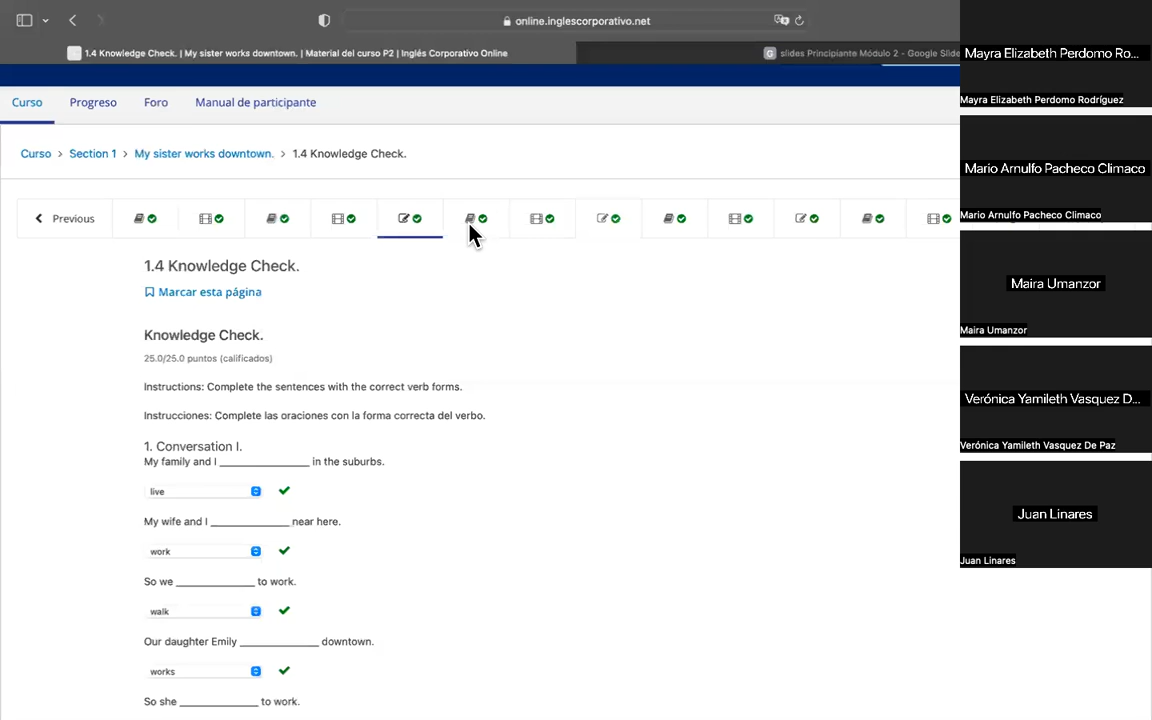 online.inglescorporativo.net
1.4 Knowledge Check. | My sister works downtown. | Material del curso P2 | Inglés Corporativo Online
G slides Principiante Módulo 2 - Google Slide
Curso Progreso Foro Manual de participante
Curso > Section 1 > My sister works downtown. > 1.4 Knowledge Check.
Previous
1.4 Knowledge Check.
Marcar esta página
Knowledge Check.
25.0/25.0 puntos (calificados)
Instructions: Complete the sentences with the correct verb forms.
Instrucciones: Complete las oraciones con la forma correcta del verbo.
1. Conversation I.
My family and I ______________ in the suburbs.
live
My wife and I ____________ near here.
work
So we ____________ to work.
walk
Our daughter Emily ____________ downtown.
works
So she ____________ to work.
Mayra Elizabeth Perdomo Ro...
Mayra Elizabeth Perdomo Rodríguez
Mario Arnulfo Pacheco Climaco
Mario Arnulfo Pacheco Climaco
Maira Umanzor
Maira Umanzor
Verónica Yamileth Vasquez D...
Verónica Yamileth Vasquez De Paz
Juan Linares
Juan Linares